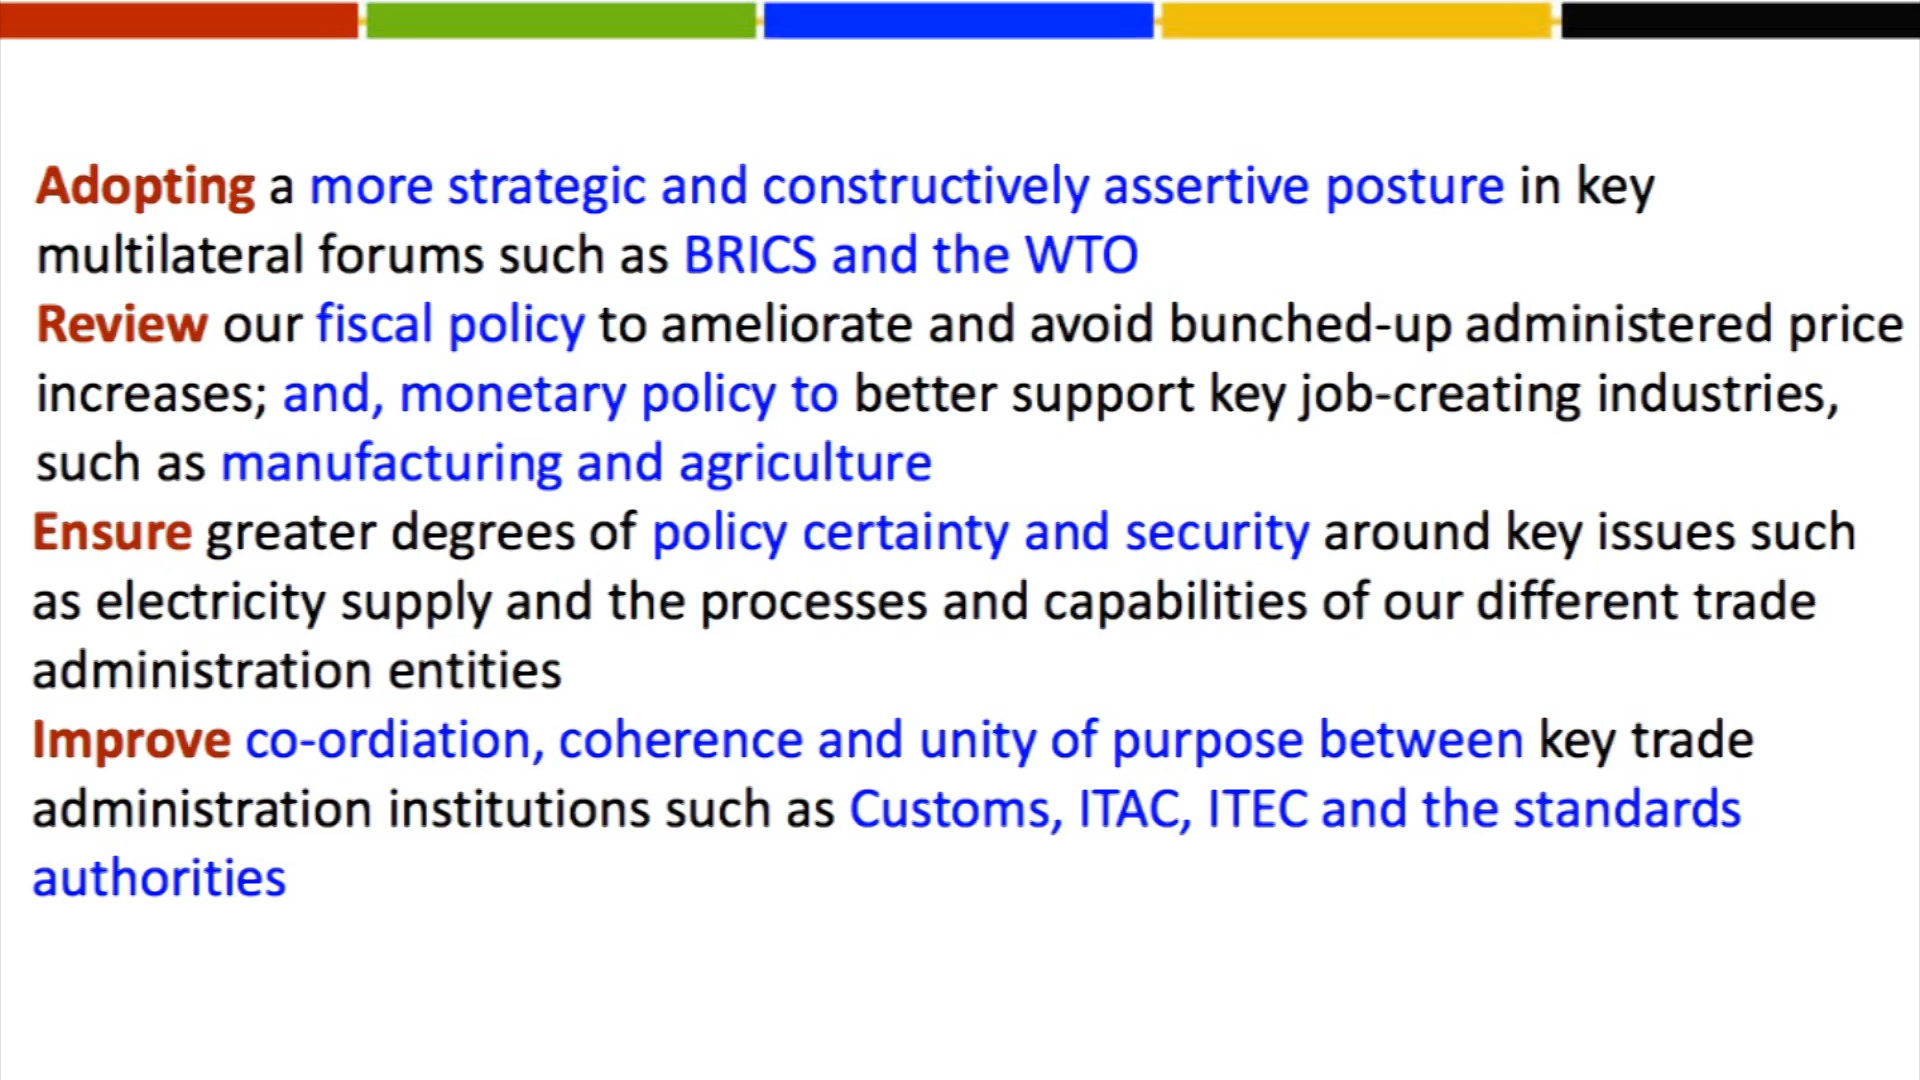 Adopting a more strategic and constructively assertive posture in key
multilateral forums such as BRICS and the WTO
Review our fiscal policy to ameliorate and avoid bunched-up administered price
increases; and, monetary policy to better support key job-creating industries,
such as manufacturing and agriculture
Ensure greater degrees of policy certainty and security around key issues such
as electricity supply and the processes and capabilities of our different trade
administration entities
Improve co-ordiation, coherence and unity of purpose between key trade
administration institutions such as Customs, ITAC, ITEC and the standards
authorities